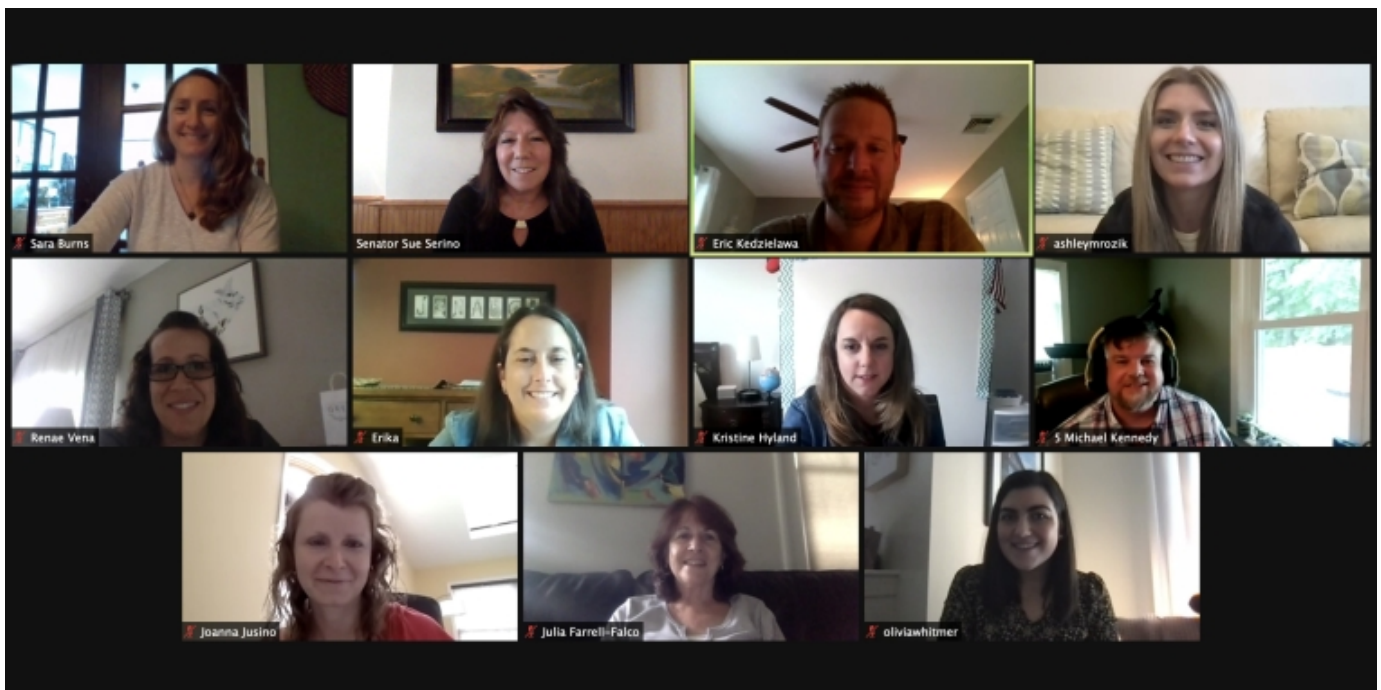 Sara Burns
Senator Sue Serino
Eric Kedzielawa
ashleymrozik
Renae Vena
Erika
Kristine Hyland
S Michael Kennedy
Joanna Jusino
Julia Farrell-Falco
oliviawhitmer